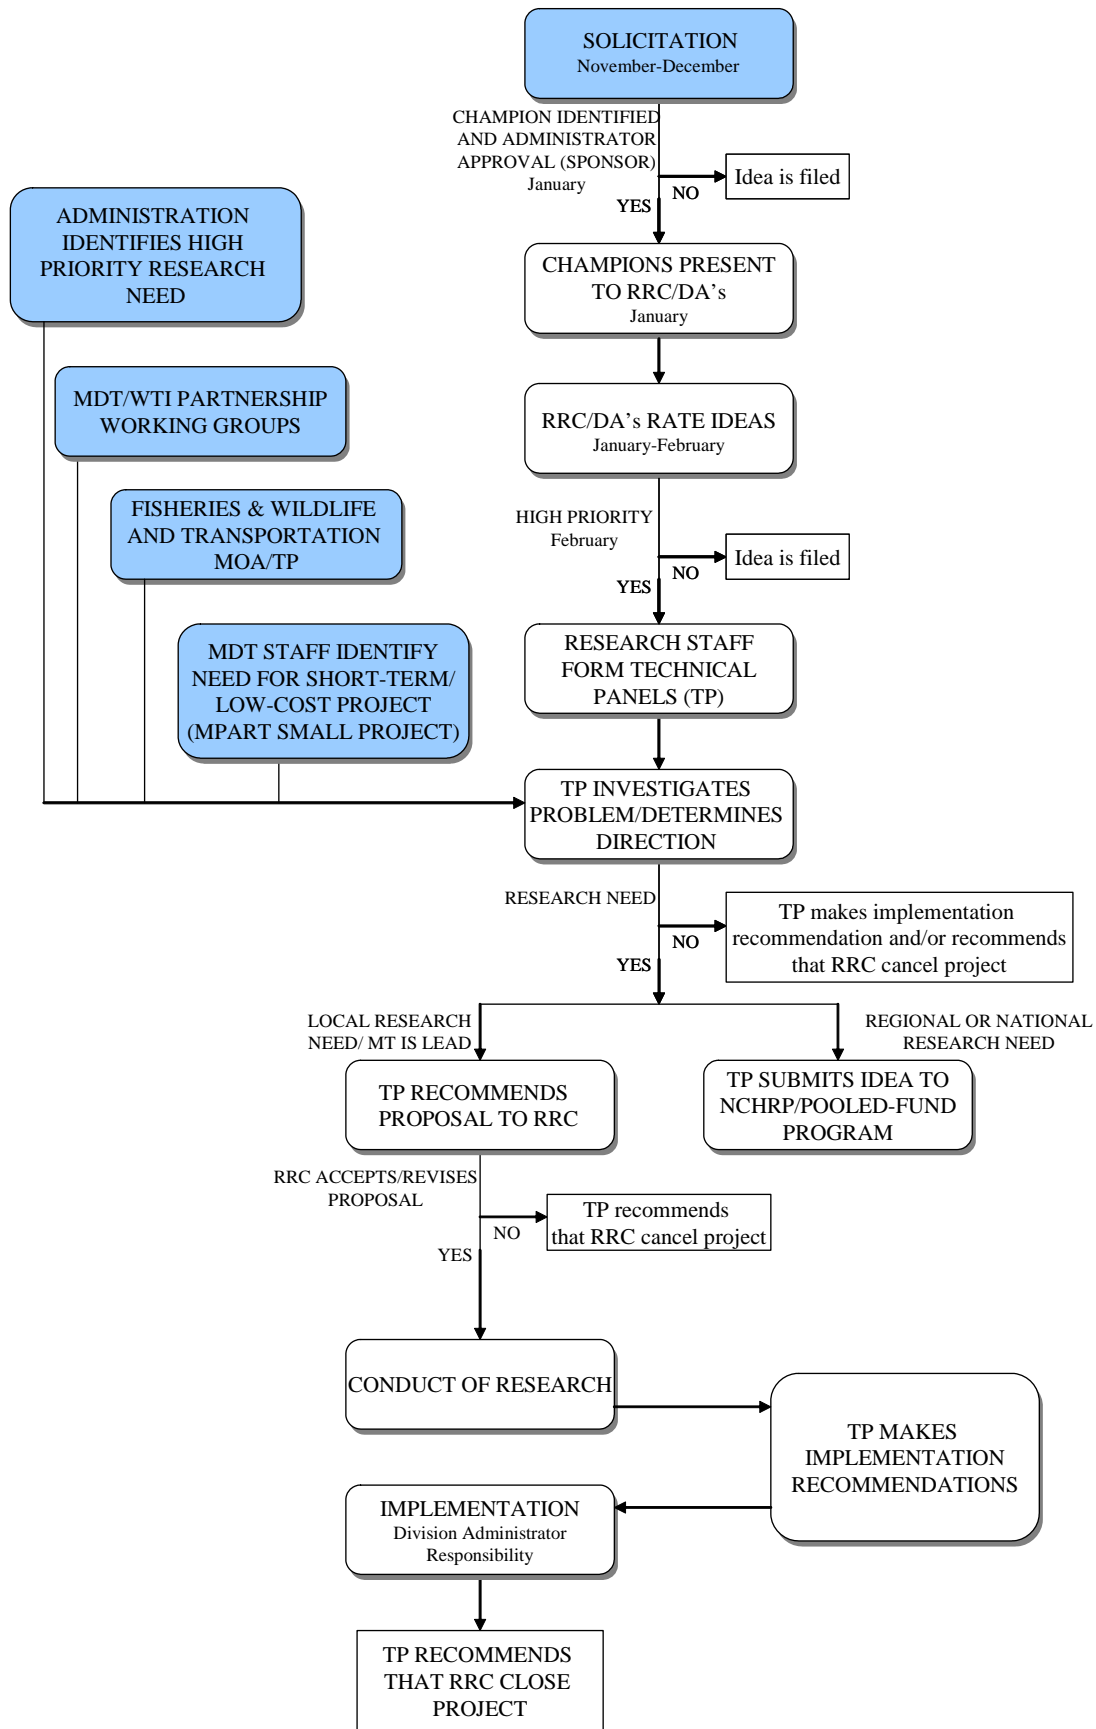 SOLICITATION
November-December
CHAMPION IDENTIFIED
AND ADMINISTRATOR
APPROVAL (SPONSOR)
January
NO
Idea is filed
YES
ADMINISTRATION
IDENTIFIES HIGH
PRIORITY RESEARCH
NEED
CHAMPIONS PRESENT
TO RRC/DA's
January
MDT/WTI PARTNERSHIP
WORKING GROUPS
RRC/DA's RATE IDEAS
January-February
FISHERIES & WILDLIFE
AND TRANSPORTATION
MOA/TP
HIGH PRIORITY
February
NO
Idea is filed
YES
MDT STAFF IDENTIFY
NEED FOR SHORT-TERM/
LOW-COST PROJECT
(MPART SMALL PROJECT)
RESEARCH STAFF
FORM TECHNICAL
PANELS (TP)
TP INVESTIGATES
PROBLEM/DETERMINES
DIRECTION
RESEARCH NEED
NO
TP makes implementation
recommendation and/or recommends
that RRC cancel project
YES
LOCAL RESEARCH
NEED/ MT IS LEAD
REGIONAL OR NATIONAL
RESEARCH NEED
TP RECOMMENDS
PROPOSAL TO RRC
TP SUBMITS IDEA TO
NCHRP/POOLED-FUND
PROGRAM
RRC ACCEPTS/REVISES
PROPOSAL
NO
TP recommends
that RRC cancel project
YES
CONDUCT OF RESEARCH
TP MAKES
IMPLEMENTATION
RECOMMENDATIONS
IMPLEMENTATION
Division Administrator
Responsibility
TP RECOMMENDS
THAT RRC CLOSE
PROJECT